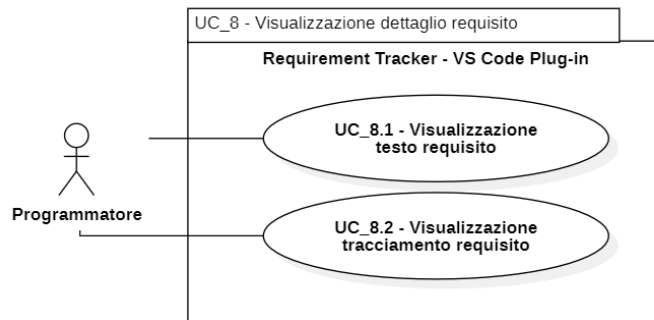 UC_8 - Visualizzazione dettaglio requisito
Requirement Tracker - VS Code Plug-in
UC_8.1 - Visualizzazione
testo requisito
Programmatore
UC_8.2 - Visualizzazione
tracciamento requisito